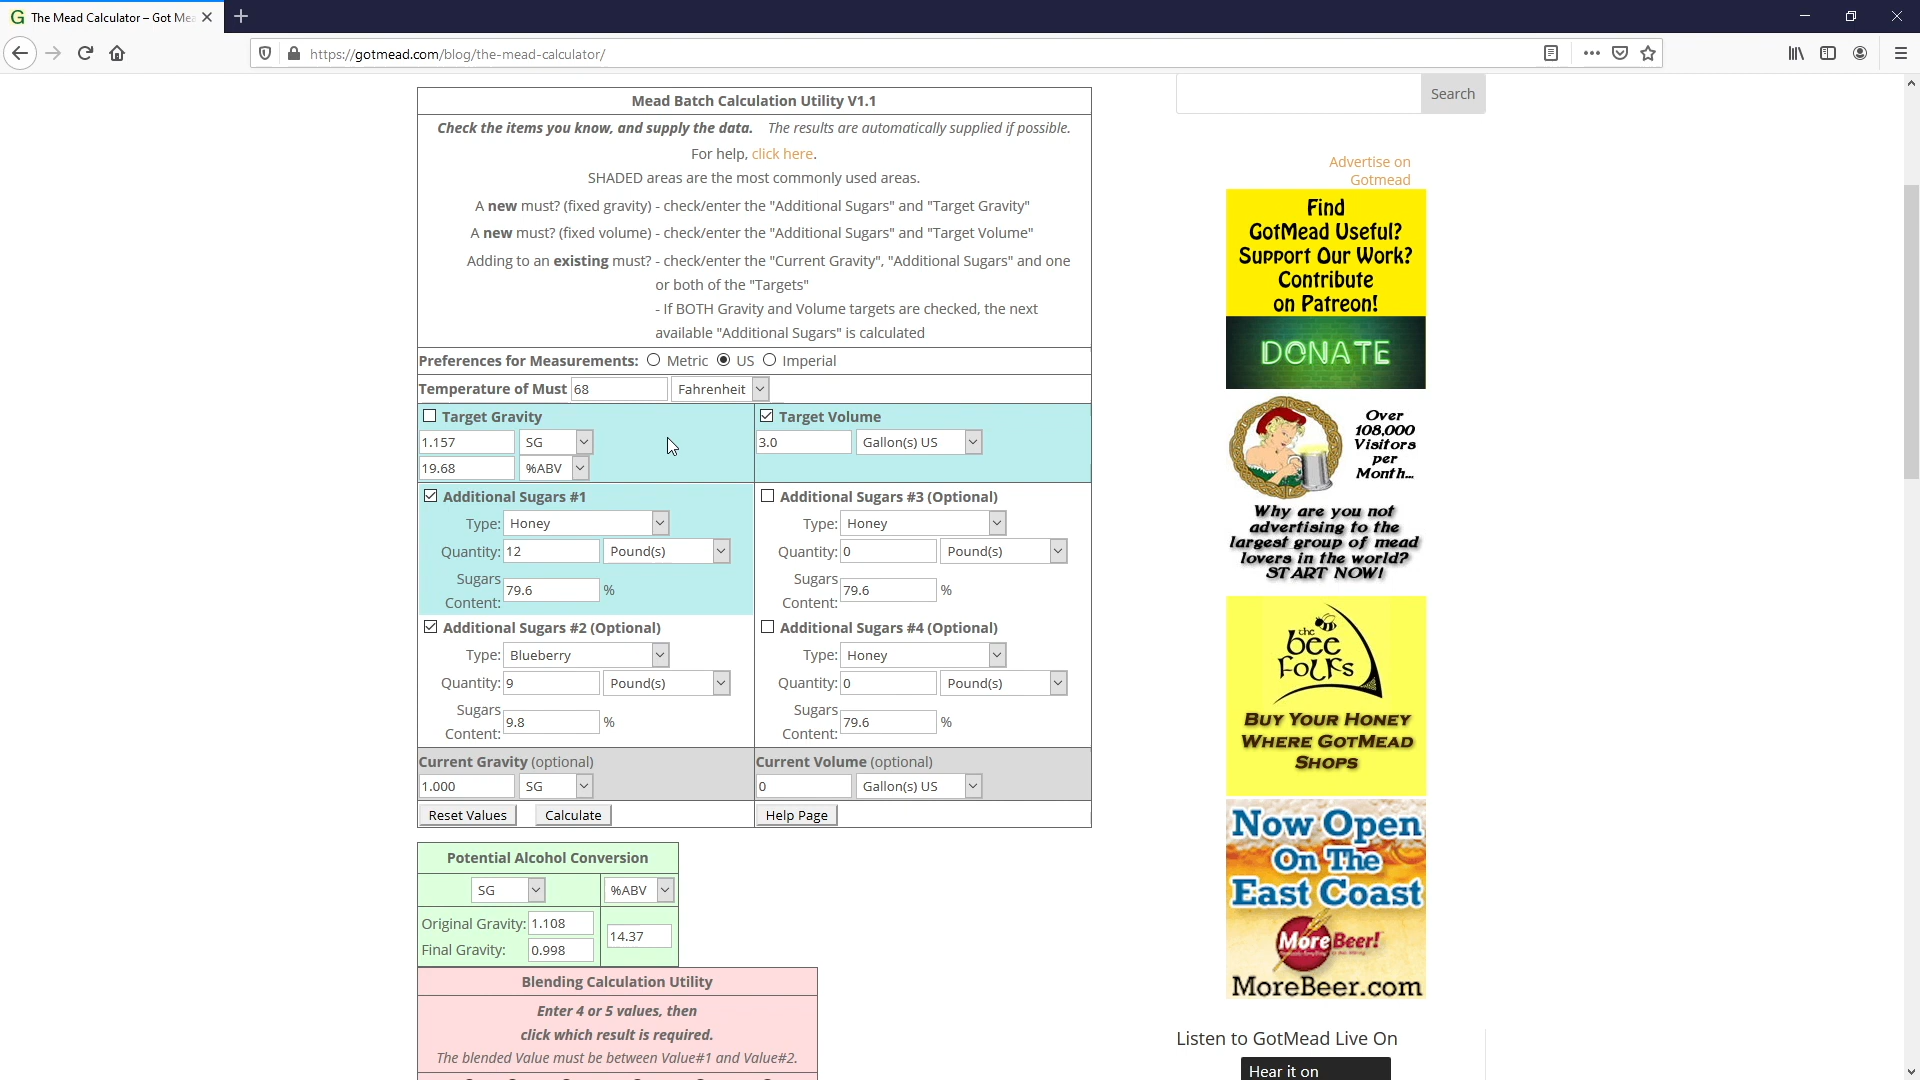 The Mead Calculator – Got Mea
https://gotmead.com/blog/the-mead-calculator/
Mead Batch Calculation Utility V1.1
Check the items you know, and supply the data. The results are automatically supplied if possible.
For help, click here.
SHADED areas are the most commonly used areas.
A new must? (fixed gravity) - check/enter the "Additional Sugars" and "Target Gravity"
A new must? (fixed volume) - check/enter the "Additional Sugars" and "Target Volume"
Adding to an existing must? - check/enter the "Current Gravity", "Additional Sugars" and one
or both of the "Targets"
- If BOTH Gravity and Volume targets are checked, the next
available "Additional Sugars" is calculated
Preferences for Measurements: Metric US Imperial
Temperature of Must 68 Fahrenheit
Target Gravity
1.157 SG
19.68 %ABV
Target Volume
3.0 Gallon(s) US
Additional Sugars #1
Type: Honey
Quantity: 12 Pound(s)
Sugars
Content: 79.6 %
Additional Sugars #3 (Optional)
Type: Honey
Quantity: 0 Pound(s)
Sugars
Content: 79.6 %
Additional Sugars #2 (Optional)
Type: Blueberry
Quantity: 9 Pound(s)
Sugars
Content: 9.8 %
Additional Sugars #4 (Optional)
Type: Honey
Quantity: 0 Pound(s)
Sugars
Content: 79.6 %
Current Gravity (optional)
1.000 SG
Current Volume (optional)
0 Gallon(s) US
Reset Values Calculate Help Page
Potential Alcohol Conversion
SG %ABV
Original Gravity: 1.108
14.37
Final Gravity: 0.998
Blending Calculation Utility
Enter 4 or 5 values, then
click which result is required.
The blended Value must be between Value#1 and Value#2.
Search
Advertise on
Gotmead
Find
GotMead Useful?
Support Our Work?
Contribute
on Patreon!
DONATE
Over
108,000
Visitors
per
Month...
Why are you not
advertising to the
largest group of mead
lovers in the world?
START NOW!
the
bee
Folks
Buy Your Honey
Where GotMead
Shops
Now Open
On The
East Coast
MoreBeer!
MoreBeer.com
Listen to GotMead Live On
Hear it on